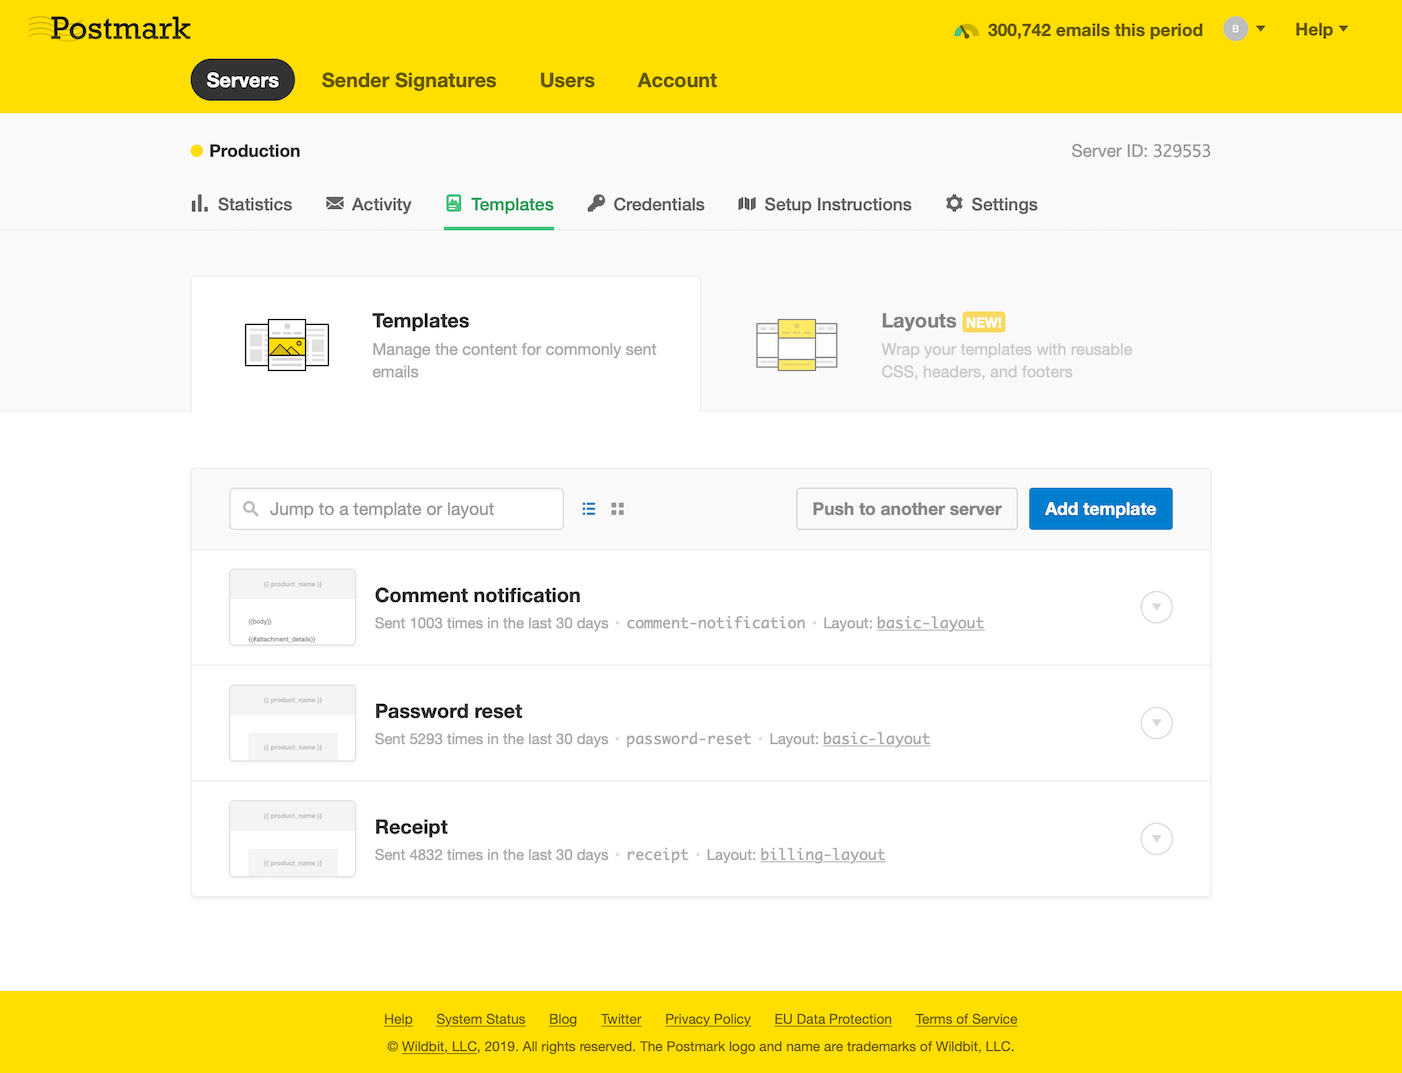 Postmark
300,742 emails this period
B
Help
Servers
Sender Signatures
Users
Account
Production
Server ID: 329553
Statistics
Activity
Templates
Credentials
Setup Instructions
Settings
Templates
Manage the content for commonly sent
emails
Layouts NEW!
Wrap your templates with reusable
CSS, headers, and footers
Jump to a template or layout
Push to another server
Add template
{{ product_name }}
{{body}}
{{#attachment_details}}
Comment notification
Sent 1003 times in the last 30 days • comment-notification • Layout: basic-layout
{{ product_name }}
{{ product_name }}
Password reset
Sent 5293 times in the last 30 days • password-reset • Layout: basic-layout
{{ product_name }}
{{ product_name }}
Receipt
Sent 4832 times in the last 30 days • receipt • Layout: billing-layout
Help
System Status
Blog
Twitter
Privacy Policy
EU Data Protection
Terms of Service
© Wildbit, LLC, 2019. All rights reserved. The Postmark logo and name are trademarks of Wildbit, LLC.